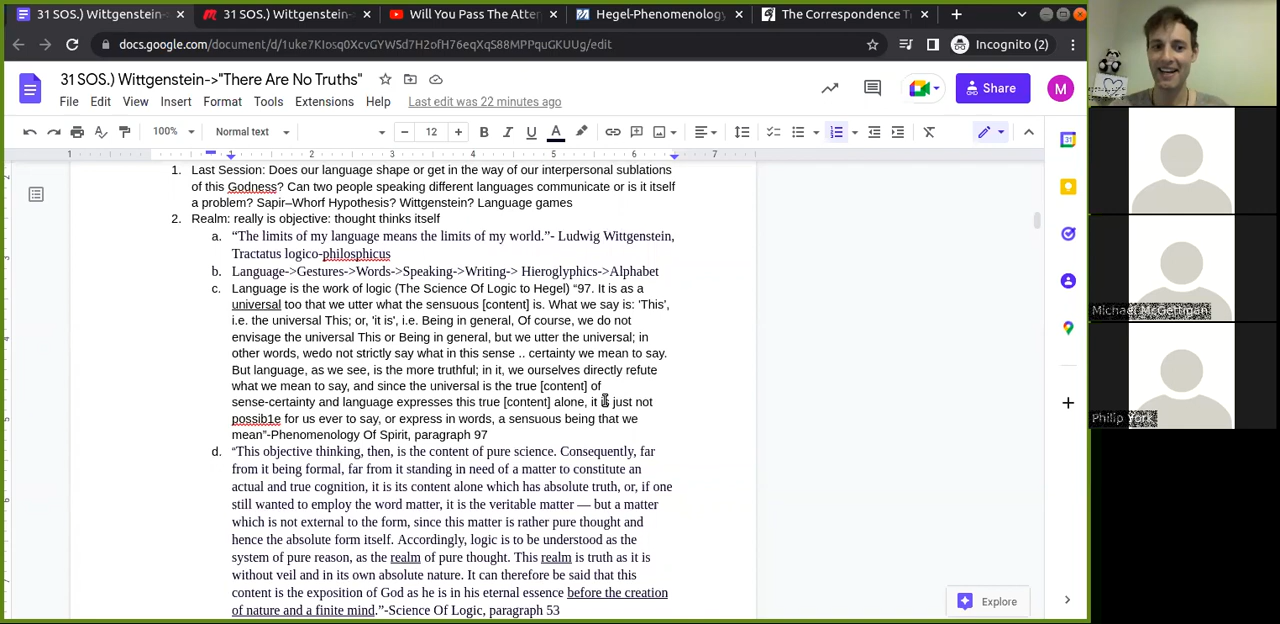 31 SOS.) Wittgenstein-
31 SOS.) Wittgenstein-
Will You Pass The Atte
Hegel-Phenomenology
The Correspondence T
docs.google.com/document/d/1uke7KIosq0XcvGYW5d7H2ofH76eqXqS88MPPquGKUUg/edit
Incognito (2)
31 SOS.) Wittgenstein->"There Are No Truths"
File Edit View Insert Format Tools Extensions Help Last edit was 22 minutes ago
Share
M
100% Normal text 12 B I U A
1 1 2 3 4 5 6 7
1. Last Session: Does our language shape or get in the way of our interpersonal sublations
of this Godness? Can two people speaking different languages communicate or is it itself
a problem? Sapir–Whorf Hypothesis? Wittgenstein? Language games
2. Realm: really is objective: thought thinks itself
a. “The limits of my language means the limits of my world.”- Ludwig Wittgenstein,
Tractatus logico-philosphicus
b. Language->Gestures->Words->Speaking->Writing-> Hieroglyphics->Alphabet
c. Language is the work of logic (The Science Of Logic to Hegel) “97. It is as a
universal too that we utter what the sensuous [content] is. What we say is: 'This',
i.e. the universal This; or, 'it is', i.e. Being in general, Of course, we do not
envisage the universal This or Being in general, but we utter the universal; in
other words, wedo not strictly say what in this sense .. certainty we mean to say.
But language, as we see, is the more truthful; in it, we ourselves directly refute
what we mean to say, and since the universal is the true [content] of
sense-certainty and language expresses this true [content] alone, it is just not
possib1e for us ever to say, or express in words, a sensuous being that we
mean”-Phenomenology Of Spirit, paragraph 97
d. “This objective thinking, then, is the content of pure science. Consequently, far
from it being formal, far from it standing in need of a matter to constitute an
actual and true cognition, it is its content alone which has absolute truth, or, if one
still wanted to employ the word matter, it is the veritable matter — but a matter
which is not external to the form, since this matter is rather pure thought and
hence the absolute form itself. Accordingly, logic is to be understood as the
system of pure reason, as the realm of pure thought. This realm is truth as it is
without veil and in its own absolute nature. It can therefore be said that this
content is the exposition of God as he is in his eternal essence before the creation
of nature and a finite mind.”-Science Of Logic, paragraph 53
Explore
Michael McGettigan
Philip York